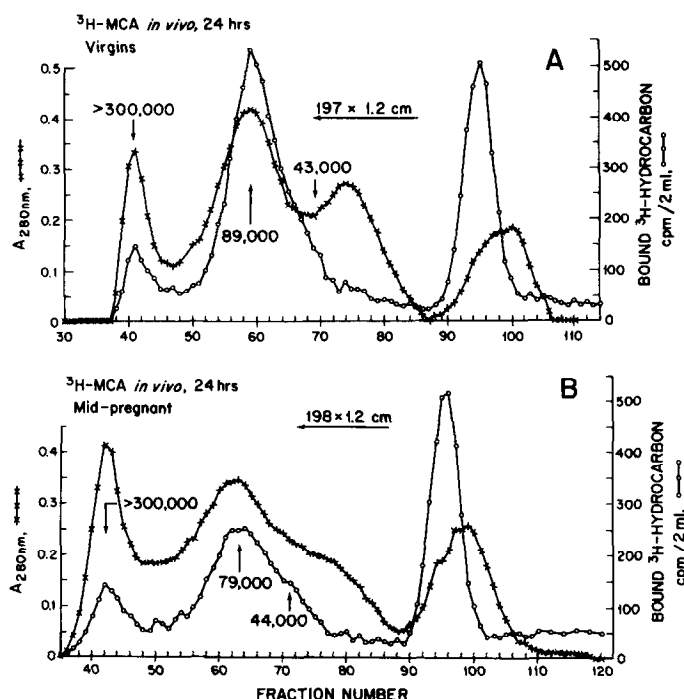 ³H-MCA in vivo, 24 hrs
Virgins
A
0.5
0.4
0.3
0.2
0.1
0
A280nm, ×-×-×
>300,000
89,000
43,000
197 × 1.2 cm
500
400
300
200
100
0
BOUND ³H-HYDROCARBON
cpm/2 ml, o-o-o
30 40 50 60 70 80 90 100 110
³H-MCA in vivo, 24 hrs
Mid-pregnant
B
0.4
0.3
0.2
0.1
0
A280nm, ×-×-×
>300,000
79,000
44,000
198×1.2 cm
500
400
300
200
100
0
BOUND ³H-HYDROCARBON
cpm/2 ml, o-o-o
40 50 60 70 80 90 100 110 120
FRACTION NUMBER